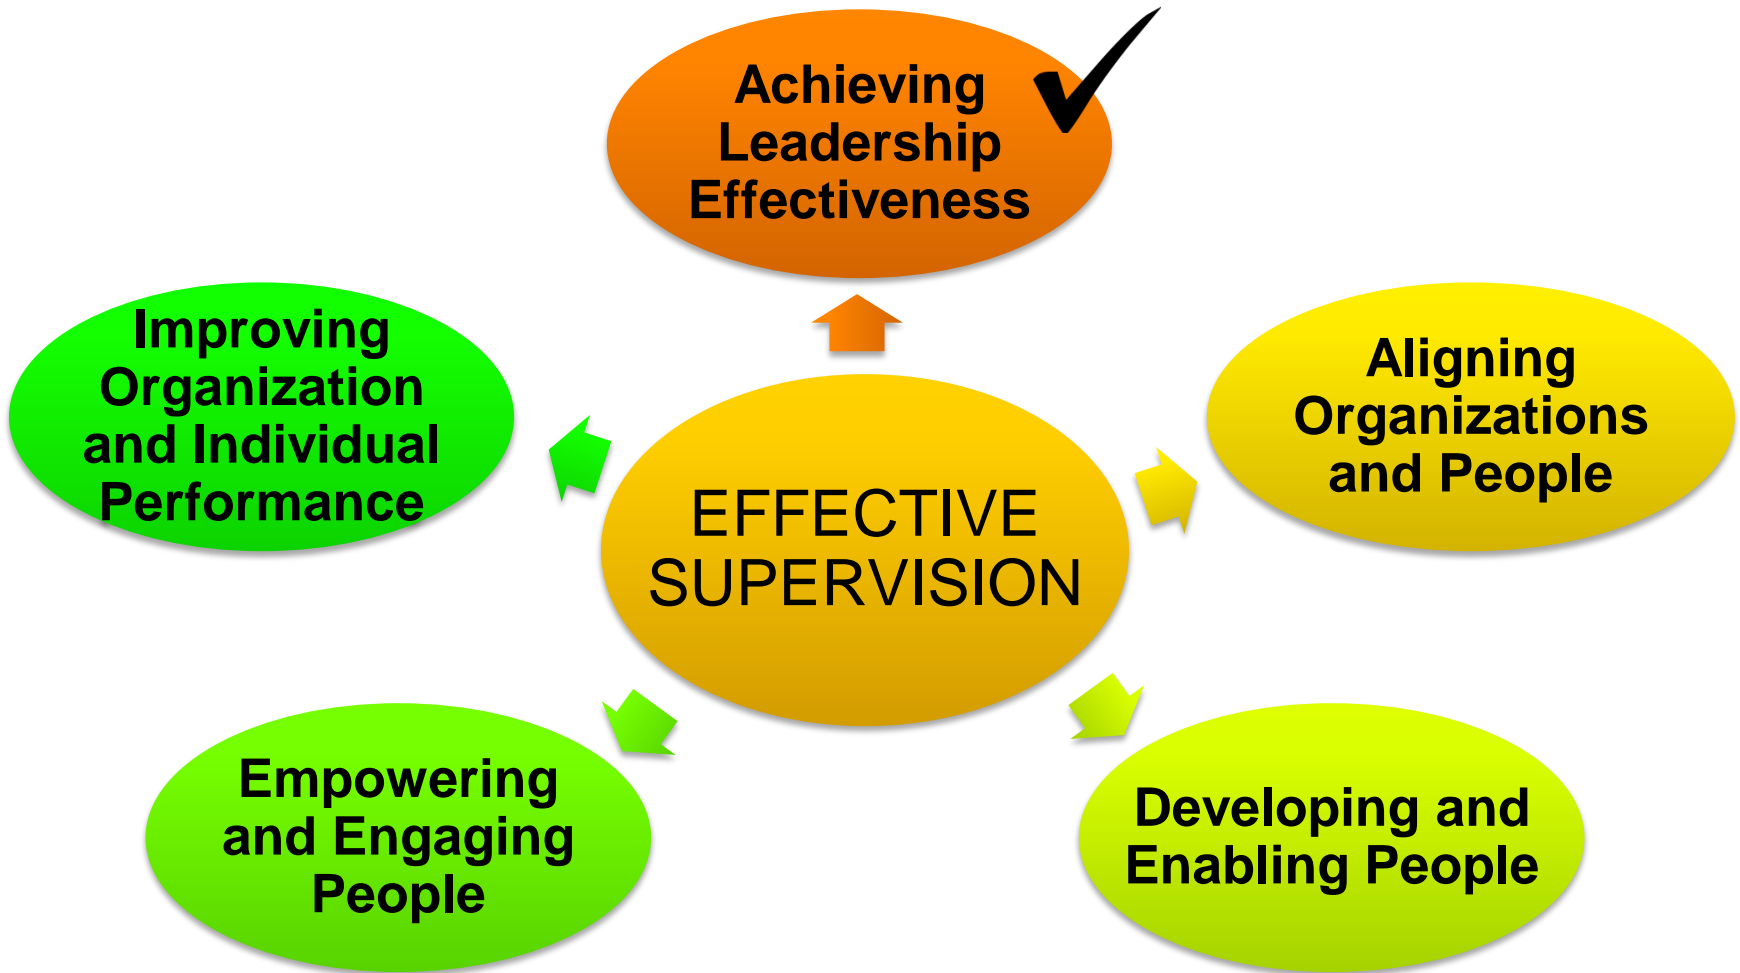 Achieving
Leadership
Effectiveness
Improving
Organization
and Individual
Performance
Aligning
Organizations
and People
EFFECTIVE
SUPERVISION
Empowering
and Engaging
People
Developing and
Enabling People